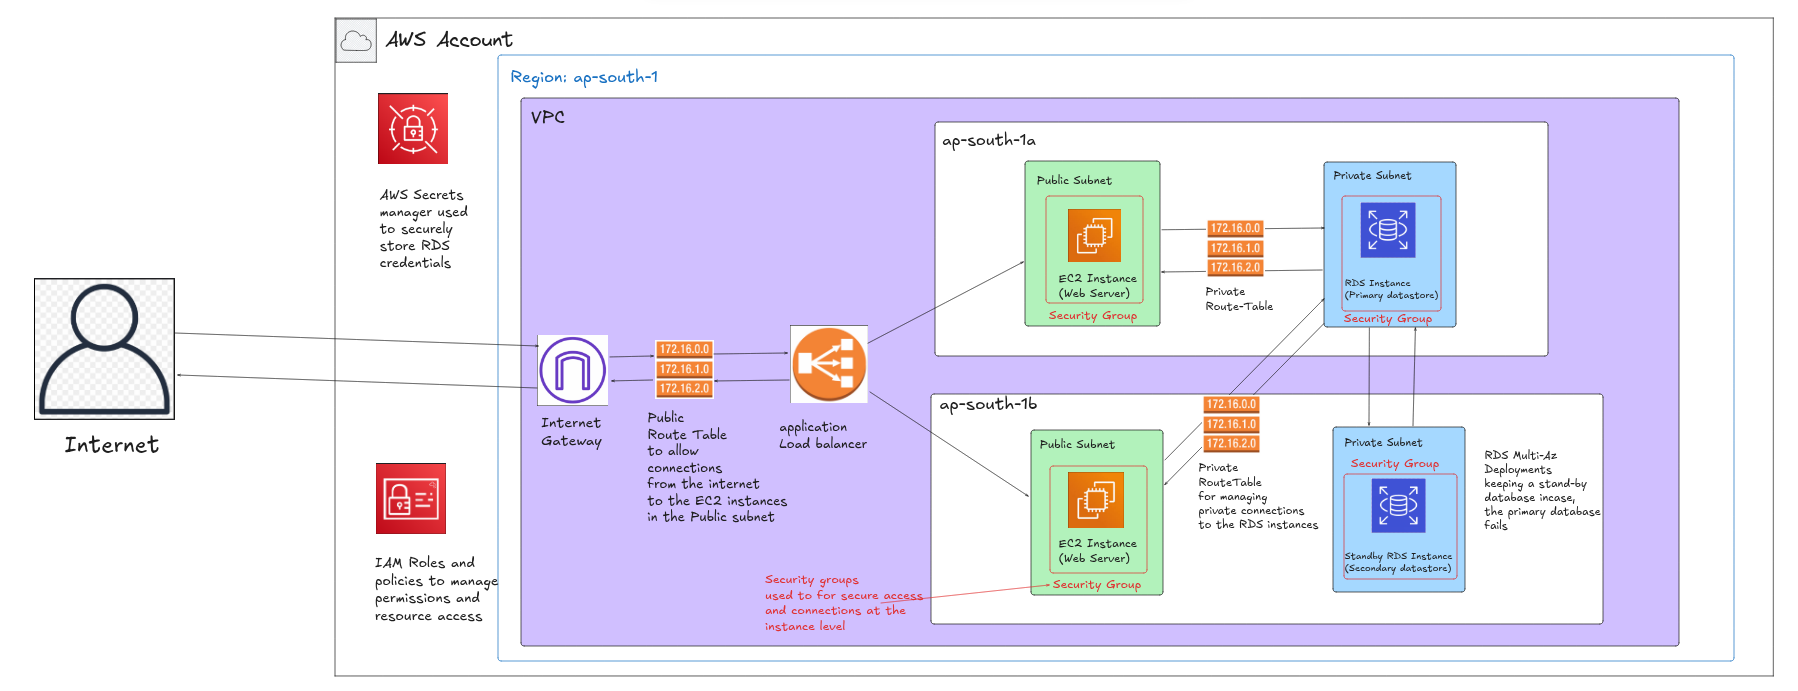 AWS Account
Region: ap-south-1
VPC
AWS Secrets
manager used
to securely
store RDS
credentials
Internet
IAM Roles and
policies to manage
permissions and
resource access
Internet
Gateway
172.16.0.0
172.16.1.0
172.16.2.0
Public
Route Table
to allow
connections
from the internet
to the EC2 instances
in the Public subnet
application
Load balancer
ap-south-1a
Public Subnet
EC2 Instance
(Web Server)
Security Group
172.16.0.0
172.16.1.0
172.16.2.0
Private
Route-Table
Private Subnet
RDS Instance
(Primary datastore)
Security Group
ap-south-1b
Public Subnet
EC2 Instance
(Web Server)
Security Group
172.16.0.0
172.16.1.0
172.16.2.0
Private
RouteTable
for managing
private connections
to the RDS instances
Private Subnet
Security Group
Standby RDS Instance
(Secondary datastore)
RDS Multi-Az
Deployments
keeping a stand-by
database incase,
the primary database
fails
Security groups
used to for secure access
and connections at the
instance level